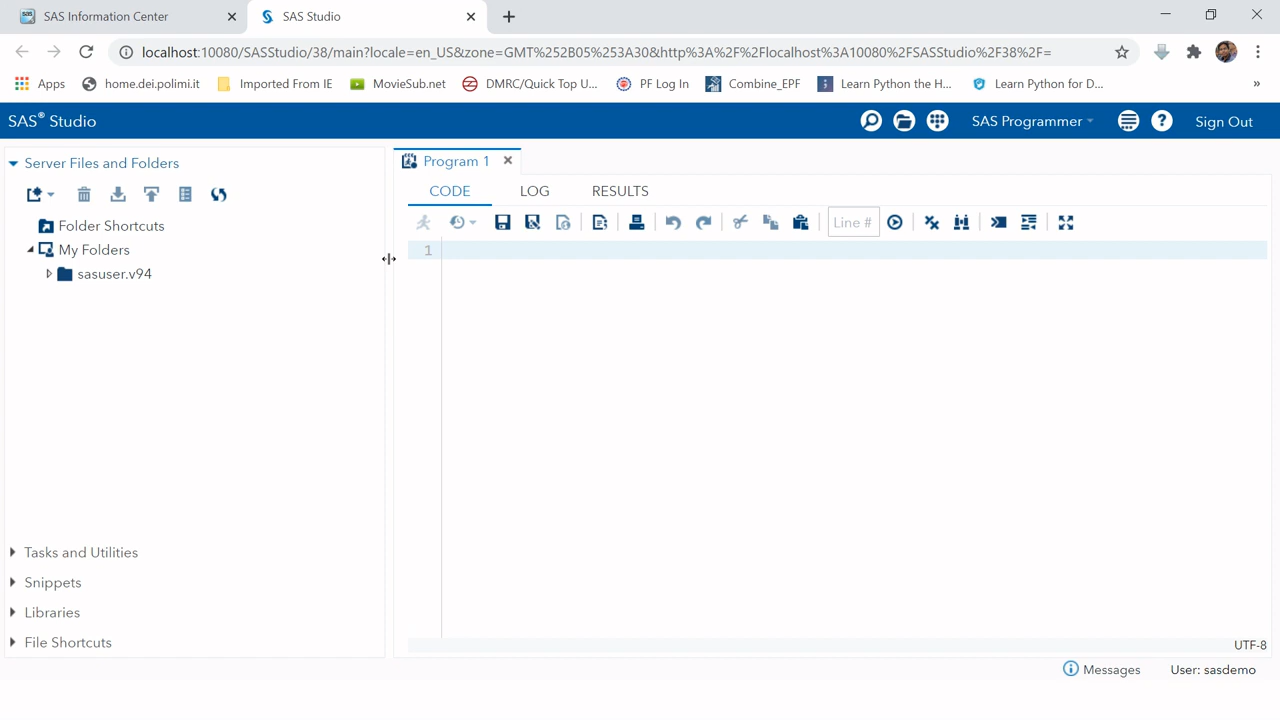 SAS Information Center
SAS Studio
localhost:10080/SASStudio/38/main?locale=en_US&zone=GMT%252B05%253A30&http%3A%2F%2Flocalhost%3A10080%2FSASStudio%2F38%2F=
Apps
home.dei.polimi.it
Imported From IE
MovieSub.net
DMRC/Quick Top U...
PF Log In
Combine_EPF
Learn Python the H...
Learn Python for D...
»
SAS® Studio
SAS Programmer
Sign Out
Server Files and Folders
Folder Shortcuts
My Folders
sasuser.v94
Tasks and Utilities
Snippets
Libraries
File Shortcuts
Program 1
CODE
LOG
RESULTS
Line #
1
UTF-8
Messages
User: sasdemo